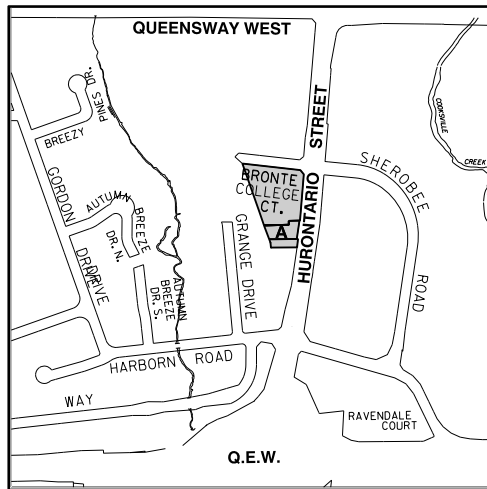 QUEENSWAY WEST
PINES DR.
BREEZY
GORDON
DRIVE
DRIVE
AUTUMN
BREEZE
DR. N.
AUTUMN
BREEZE
DR. S.
GRANGE DRIVE
BRONTE
COLLEGE
CT.
A
HURONTARIO STREET
SHEROBEE
ROAD
COOKSVILLE
CREEK
HARBORN ROAD
WAY
RAVENDALE
COURT
Q.E.W.